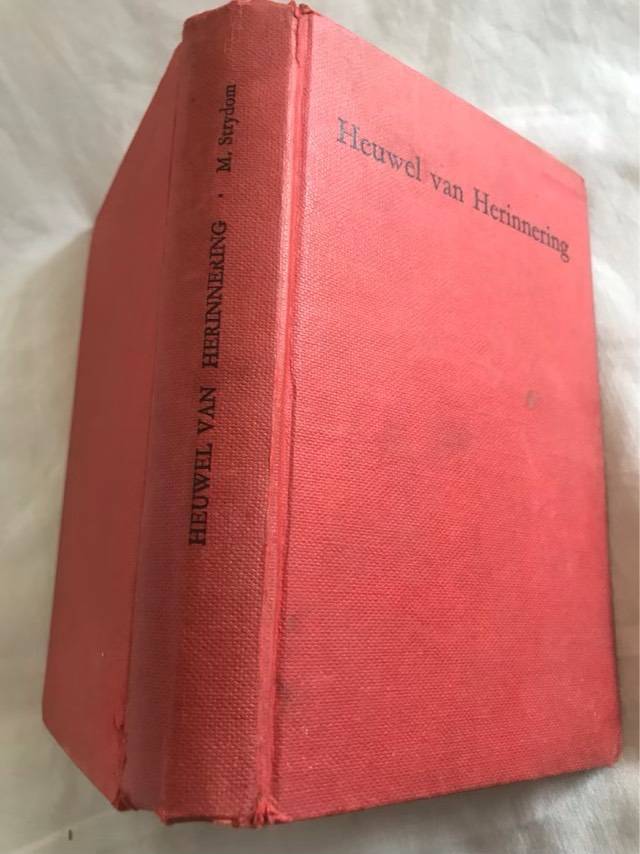 Heuwel van Herinnering
HEUWEL VAN HERINNERING . M. Strydom